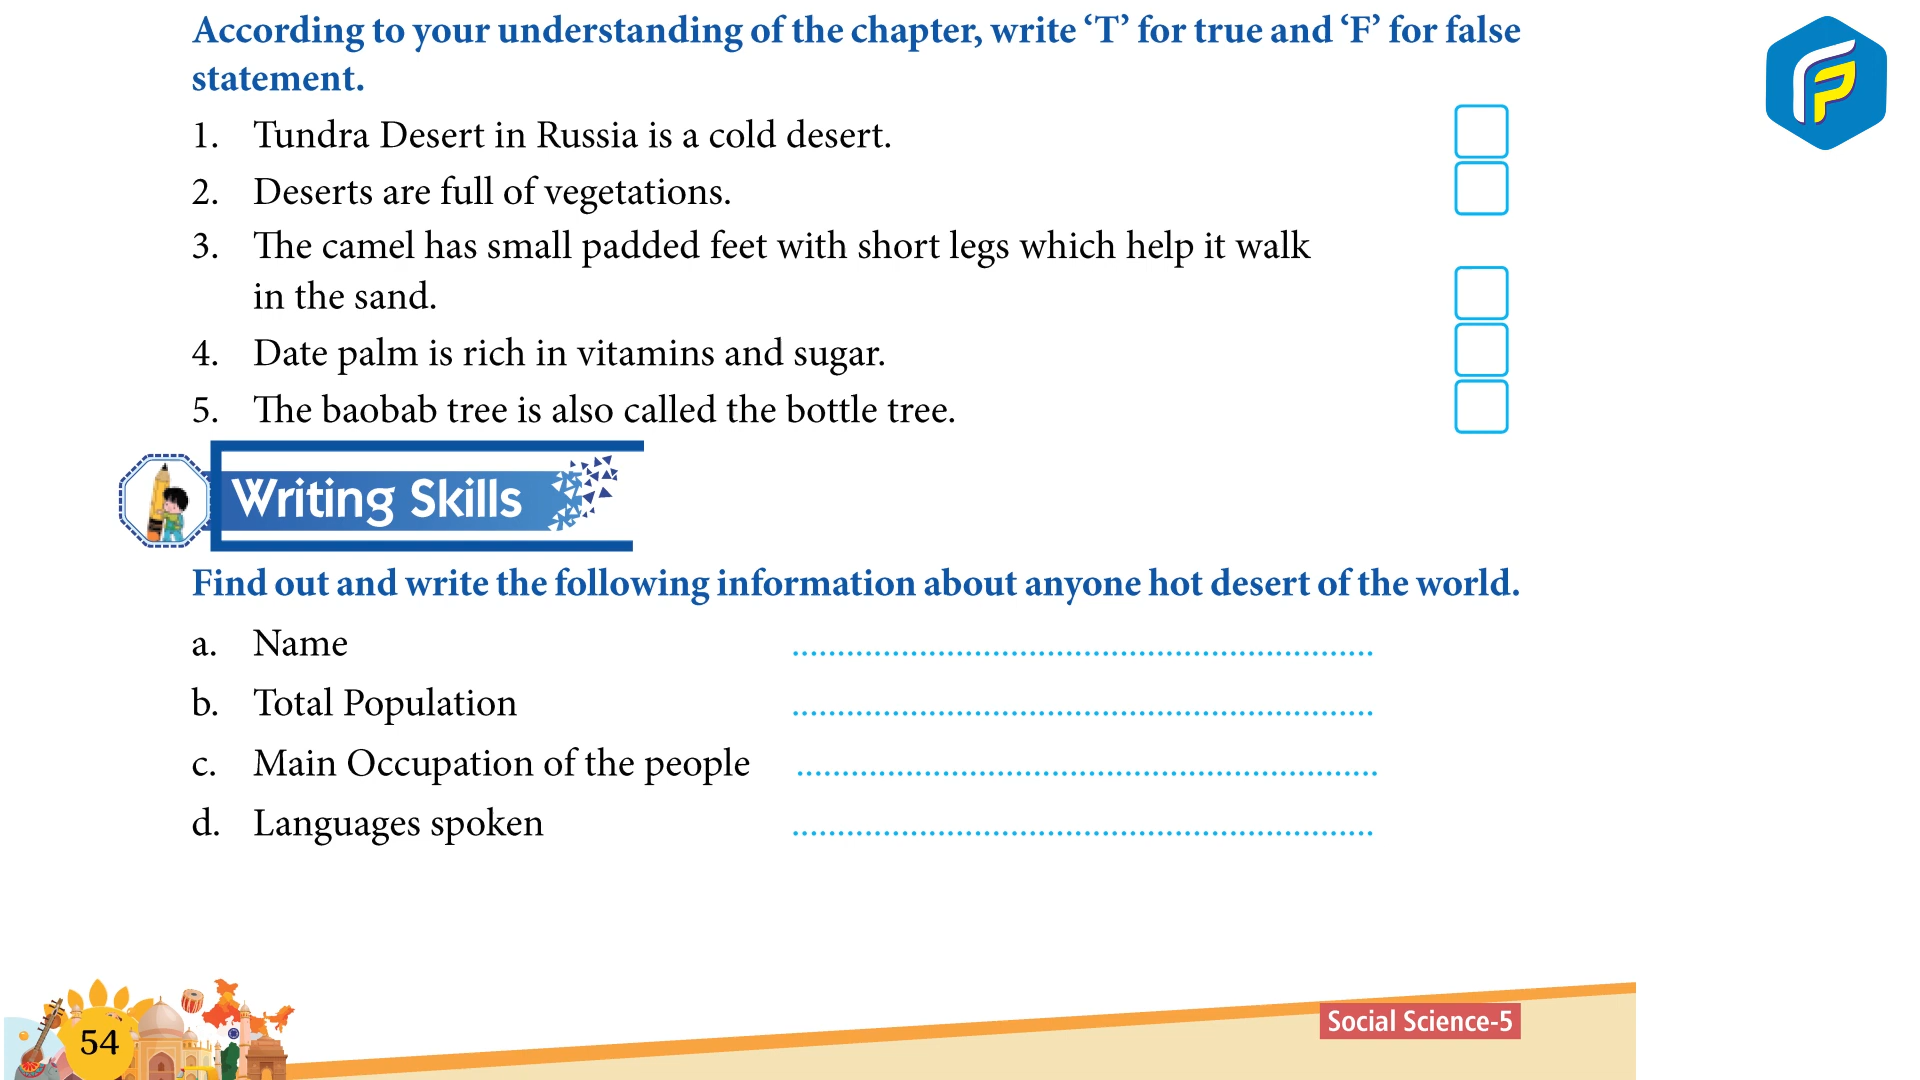 According to your understanding of the chapter, write ‘T’ for true and ‘F’ for false
statement.
1. Tundra Desert in Russia is a cold desert.
2. Deserts are full of vegetations.
3. The camel has small padded feet with short legs which help it walk
in the sand.
4. Date palm is rich in vitamins and sugar.
5. The baobab tree is also called the bottle tree.
Writing Skills
Find out and write the following information about anyone hot desert of the world.
a. Name ................................................................
b. Total Population ................................................................
c. Main Occupation of the people ................................................................
d. Languages spoken ................................................................
54
Social Science-5